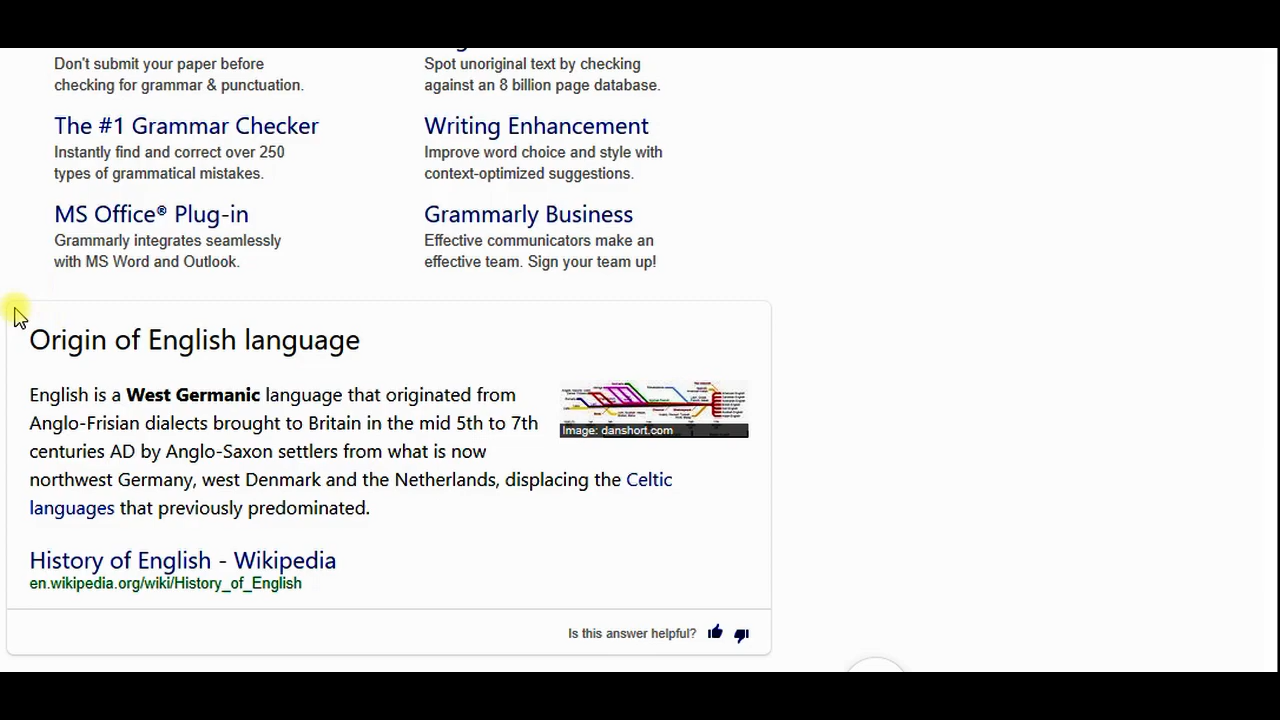 Don't submit your paper before
checking for grammar & punctuation.
Spot unoriginal text by checking
against an 8 billion page database.
The #1 Grammar Checker
Instantly find and correct over 250
types of grammatical mistakes.
Writing Enhancement
Improve word choice and style with
context-optimized suggestions.
MS Office® Plug-in
Grammarly integrates seamlessly
with MS Word and Outlook.
Grammarly Business
Effective communicators make an
effective team. Sign your team up!
Origin of English language
English is a West Germanic language that originated from
Anglo-Frisian dialects brought to Britain in the mid 5th to 7th
centuries AD by Anglo-Saxon settlers from what is now
northwest Germany, west Denmark and the Netherlands, displacing the Celtic
languages that previously predominated.
Image: danshort.com
History of English - Wikipedia
en.wikipedia.org/wiki/History_of_English
Is this answer helpful?